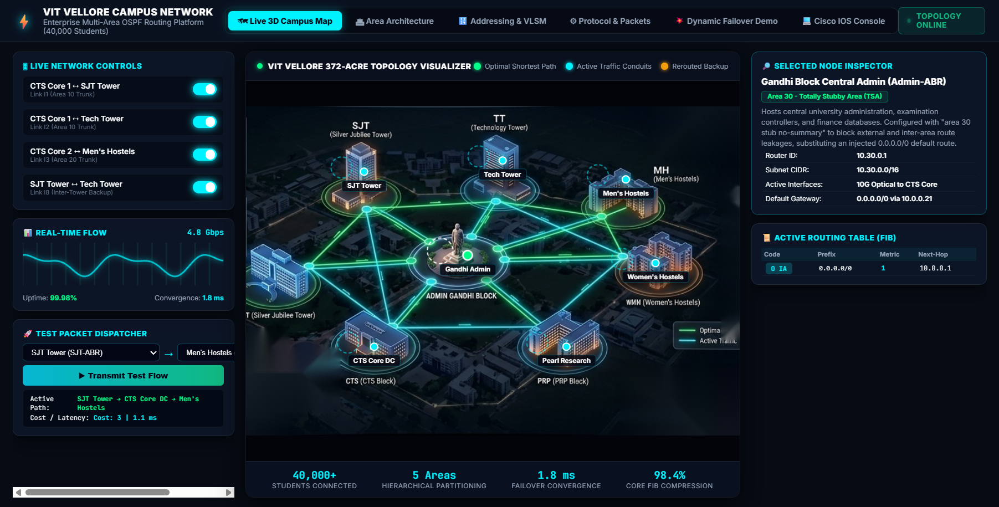 VIT VELLORE CAMPUS NETWORK
Enterprise Multi-Area OSPF Routing Platform
(40,000 Students)
Live 3D Campus Map
Area Architecture
Addressing & VLSM
Protocol & Packets
Dynamic Failover Demo
Cisco IOS Console
TOPOLOGY
ONLINE
LIVE NETWORK CONTROLS
CTS Core 1 ↔ SJT Tower
Link l1 (Area 10 Trunk)
CTS Core 1 ↔ Tech Tower
Link l2 (Area 10 Trunk)
CTS Core 2 ↔ Men's Hostels
Link l3 (Area 20 Trunk)
SJT Tower ↔ Tech Tower
Link l8 (Inter-Tower Backup)
REAL-TIME FLOW
4.8 Gbps
Uptime: 99.98%
Convergence: 1.8 ms
TEST PACKET DISPATCHER
SJT Tower (SJT-ABR)
→
Men's Hostels
▶ Transmit Test Flow
Active Path: SJT Tower → CTS Core DC → Men's
Hostels
Cost / Latency: Cost: 3 | 1.1 ms
VIT VELLORE 372-ACRE TOPOLOGY VISUALIZER
Optimal Shortest Path
Active Traffic Conduits
Rerouted Backup
SJT
(Silver Jubilee Tower)
TT
(Technology Tower)
MH
(Men's Hostels)
SJT Tower
Tech Tower
Men's Hostels
Gandhi Admin
ADMIN GANDHI BLOCK
Women's Hostels
WMN (Women's Hostels)
T (Silver Jubilee Tower)
Optima
Active Traffic
CTS Core DC
CTS (CTS Block)
Pearl Research
PRP (PRP Block)
40,000+
STUDENTS CONNECTED
5 Areas
HIERARCHICAL PARTITIONING
1.8 ms
FAILOVER CONVERGENCE
98.4%
CORE FIB COMPRESSION
SELECTED NODE INSPECTOR
Gandhi Block Central Admin (Admin-ABR)
Area 30 - Totally Stubby Area (TSA)
Hosts central university administration, examination
controllers, and finance databases. Configured with "area 30
stub no-summary" to block external and inter-area route
leakages, substituting an injected 0.0.0.0/0 default route.
Router ID: 10.30.0.1
Subnet CIDR: 10.30.0.0/16
Active Interfaces: 10G Optical to CTS Core
Default Gateway: 0.0.0.0/0 via 10.0.0.21
ACTIVE ROUTING TABLE (FIB)
Code Prefix Metric Next-Hop
O IA 0.0.0.0/0 1 10.0.0.1